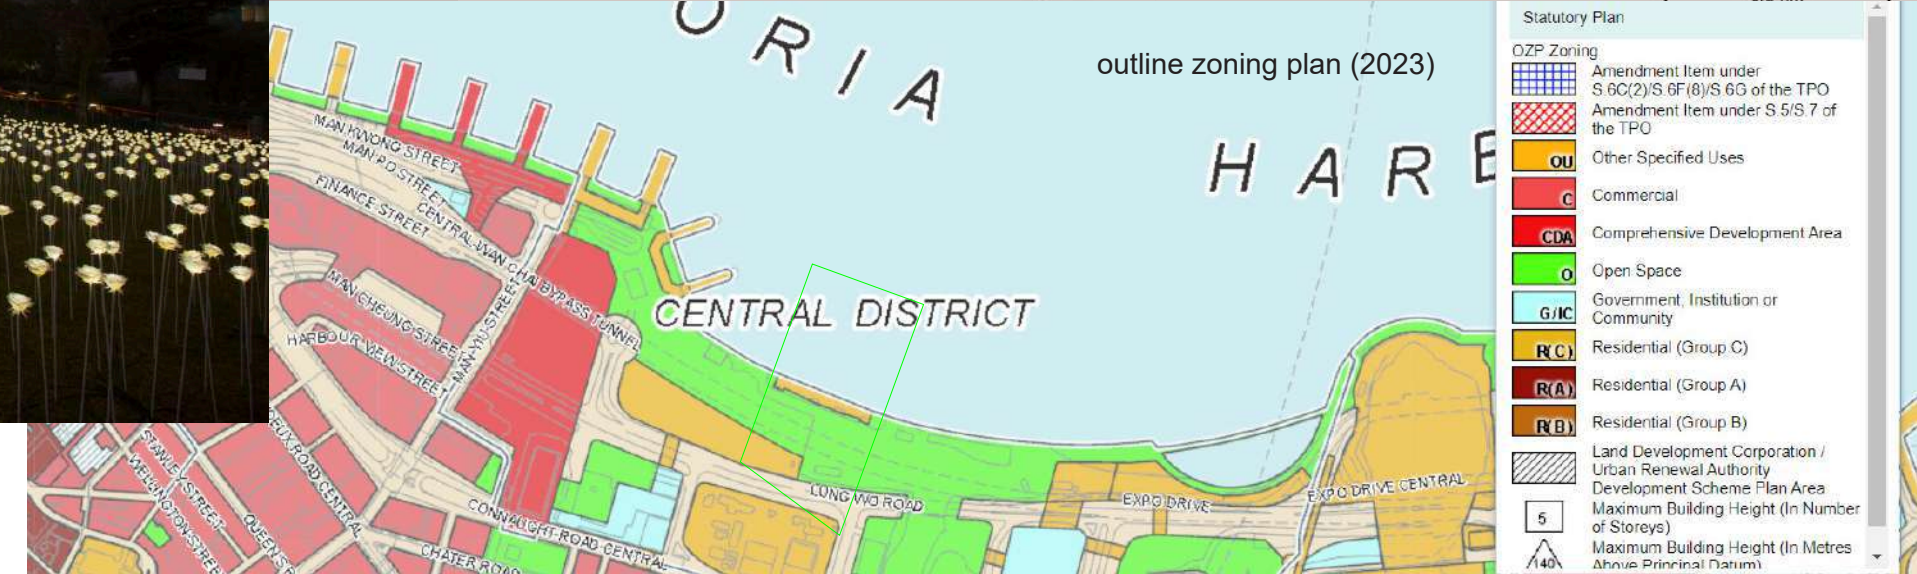 ORIA
HARB
outline zoning plan (2023)
CENTRAL DISTRICT
MAN KWONG STREET
MAN PO STREET
FINANCE STREET
CENTRAL-WAN CHAI BYPASS TUNNEL
MAN CHEUNG STREET
HARBOUR VIEW STREET
MAN YIU STREET
STANLEY STREET
WELLINGTON STREET
QUEEN'S R
EUX ROAD CENTRAL
CONNAUGHT ROAD CENTRAL
CHATER ROAD
LUNG WO ROAD
EXPO DRIVE
EXPO DRIVE CENTRAL
Statutory Plan
OZP Zoning
Amendment Item under
S.6C(2)/S.6F(8)/S.6G of the TPO
Amendment Item under S.5/S.7 of
the TPO
OU Other Specified Uses
C Commercial
CDA Comprehensive Development Area
O Open Space
G/IC Government, Institution or
Community
R(C) Residential (Group C)
R(A) Residential (Group A)
R(B) Residential (Group B)
Land Development Corporation /
Urban Renewal Authority
Development Scheme Plan Area
5 Maximum Building Height (In Number
of Storeys)
140 Maximum Building Height (In Metres
Above Principal Datum)